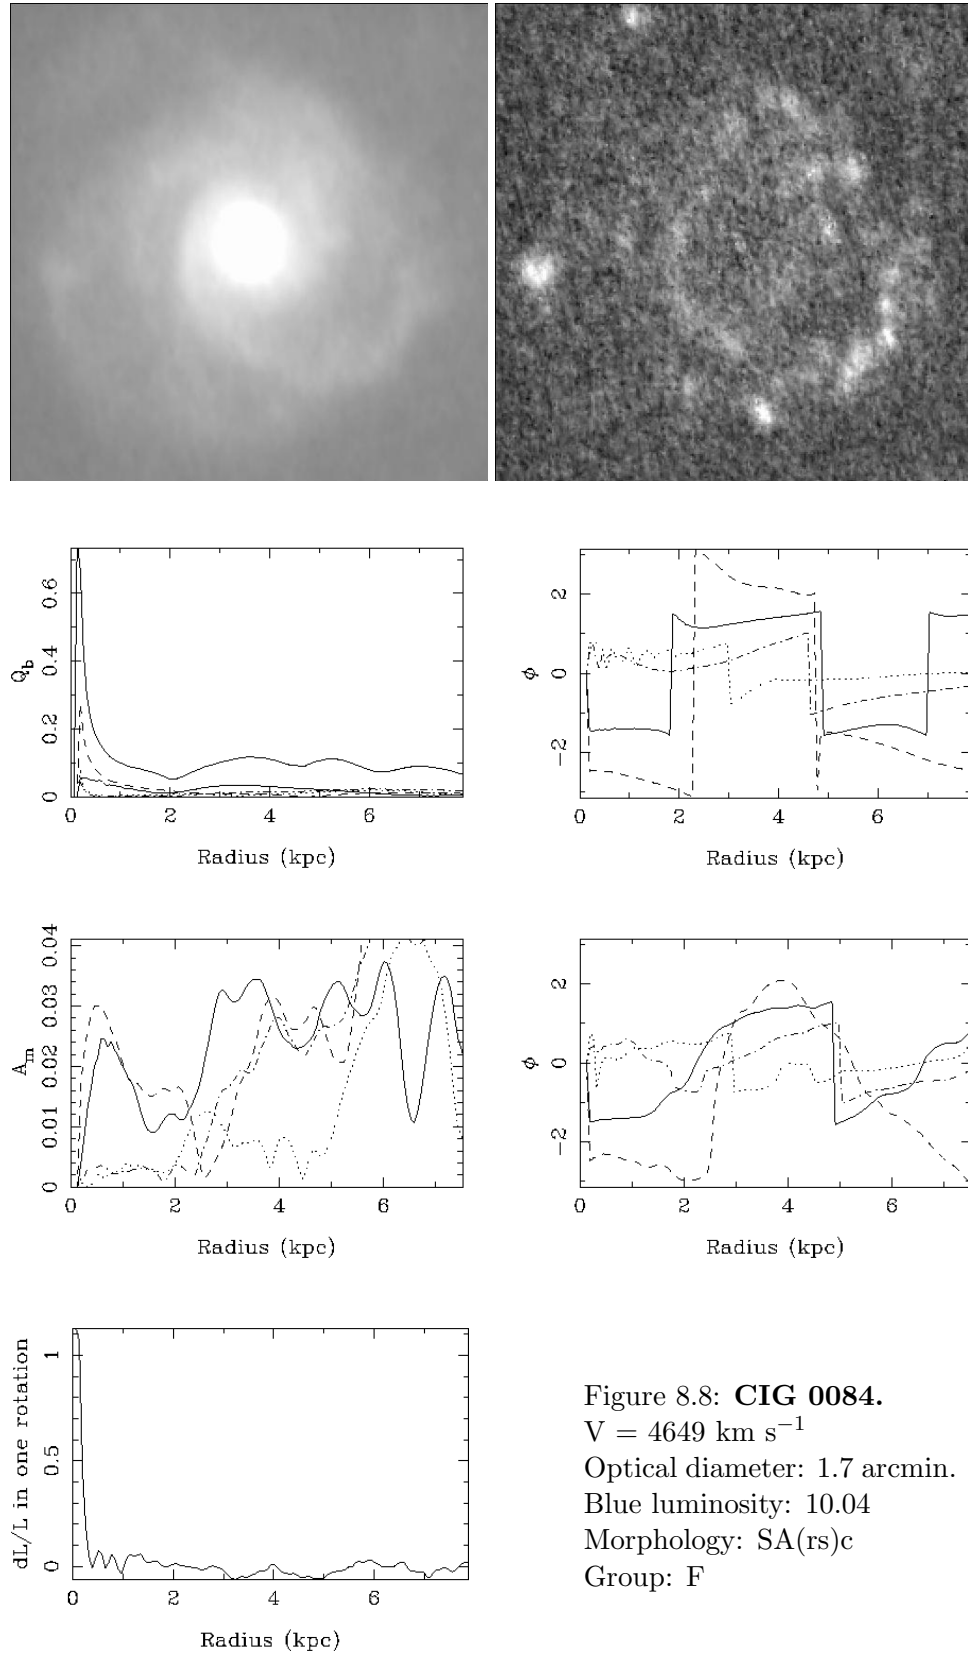 Q_b
0.6
0.4
0.2
0
0 2 4 6
Radius (kpc)
φ
2
0
−2
0 2 4 6
Radius (kpc)
A_m
0.04
0.03
0.02
0.01
0
0 2 4 6
Radius (kpc)
φ
2
0
−2
0 2 4 6
Radius (kpc)
dL/L in one rotation
1
0.5
0
0 2 4 6
Radius (kpc)
Figure 8.8: CIG 0084.
V = 4649 km s⁻¹
Optical diameter: 1.7 arcmin.
Blue luminosity: 10.04
Morphology: SA(rs)c
Group: F